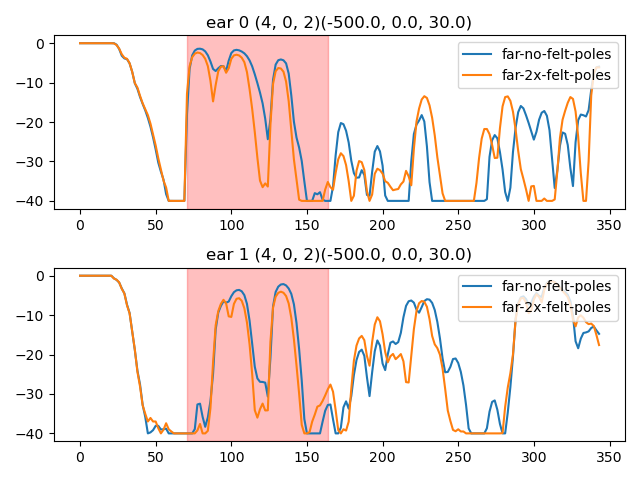 ear 0 (4, 0, 2)(-500.0, 0.0, 30.0)
far-no-felt-poles
far-2x-felt-poles
0
−10
−20
−30
−40
0 50 100 150 200 250 300 350
ear 1 (4, 0, 2)(-500.0, 0.0, 30.0)
far-no-felt-poles
far-2x-felt-poles
0
−10
−20
−30
−40
0 50 100 150 200 250 300 350